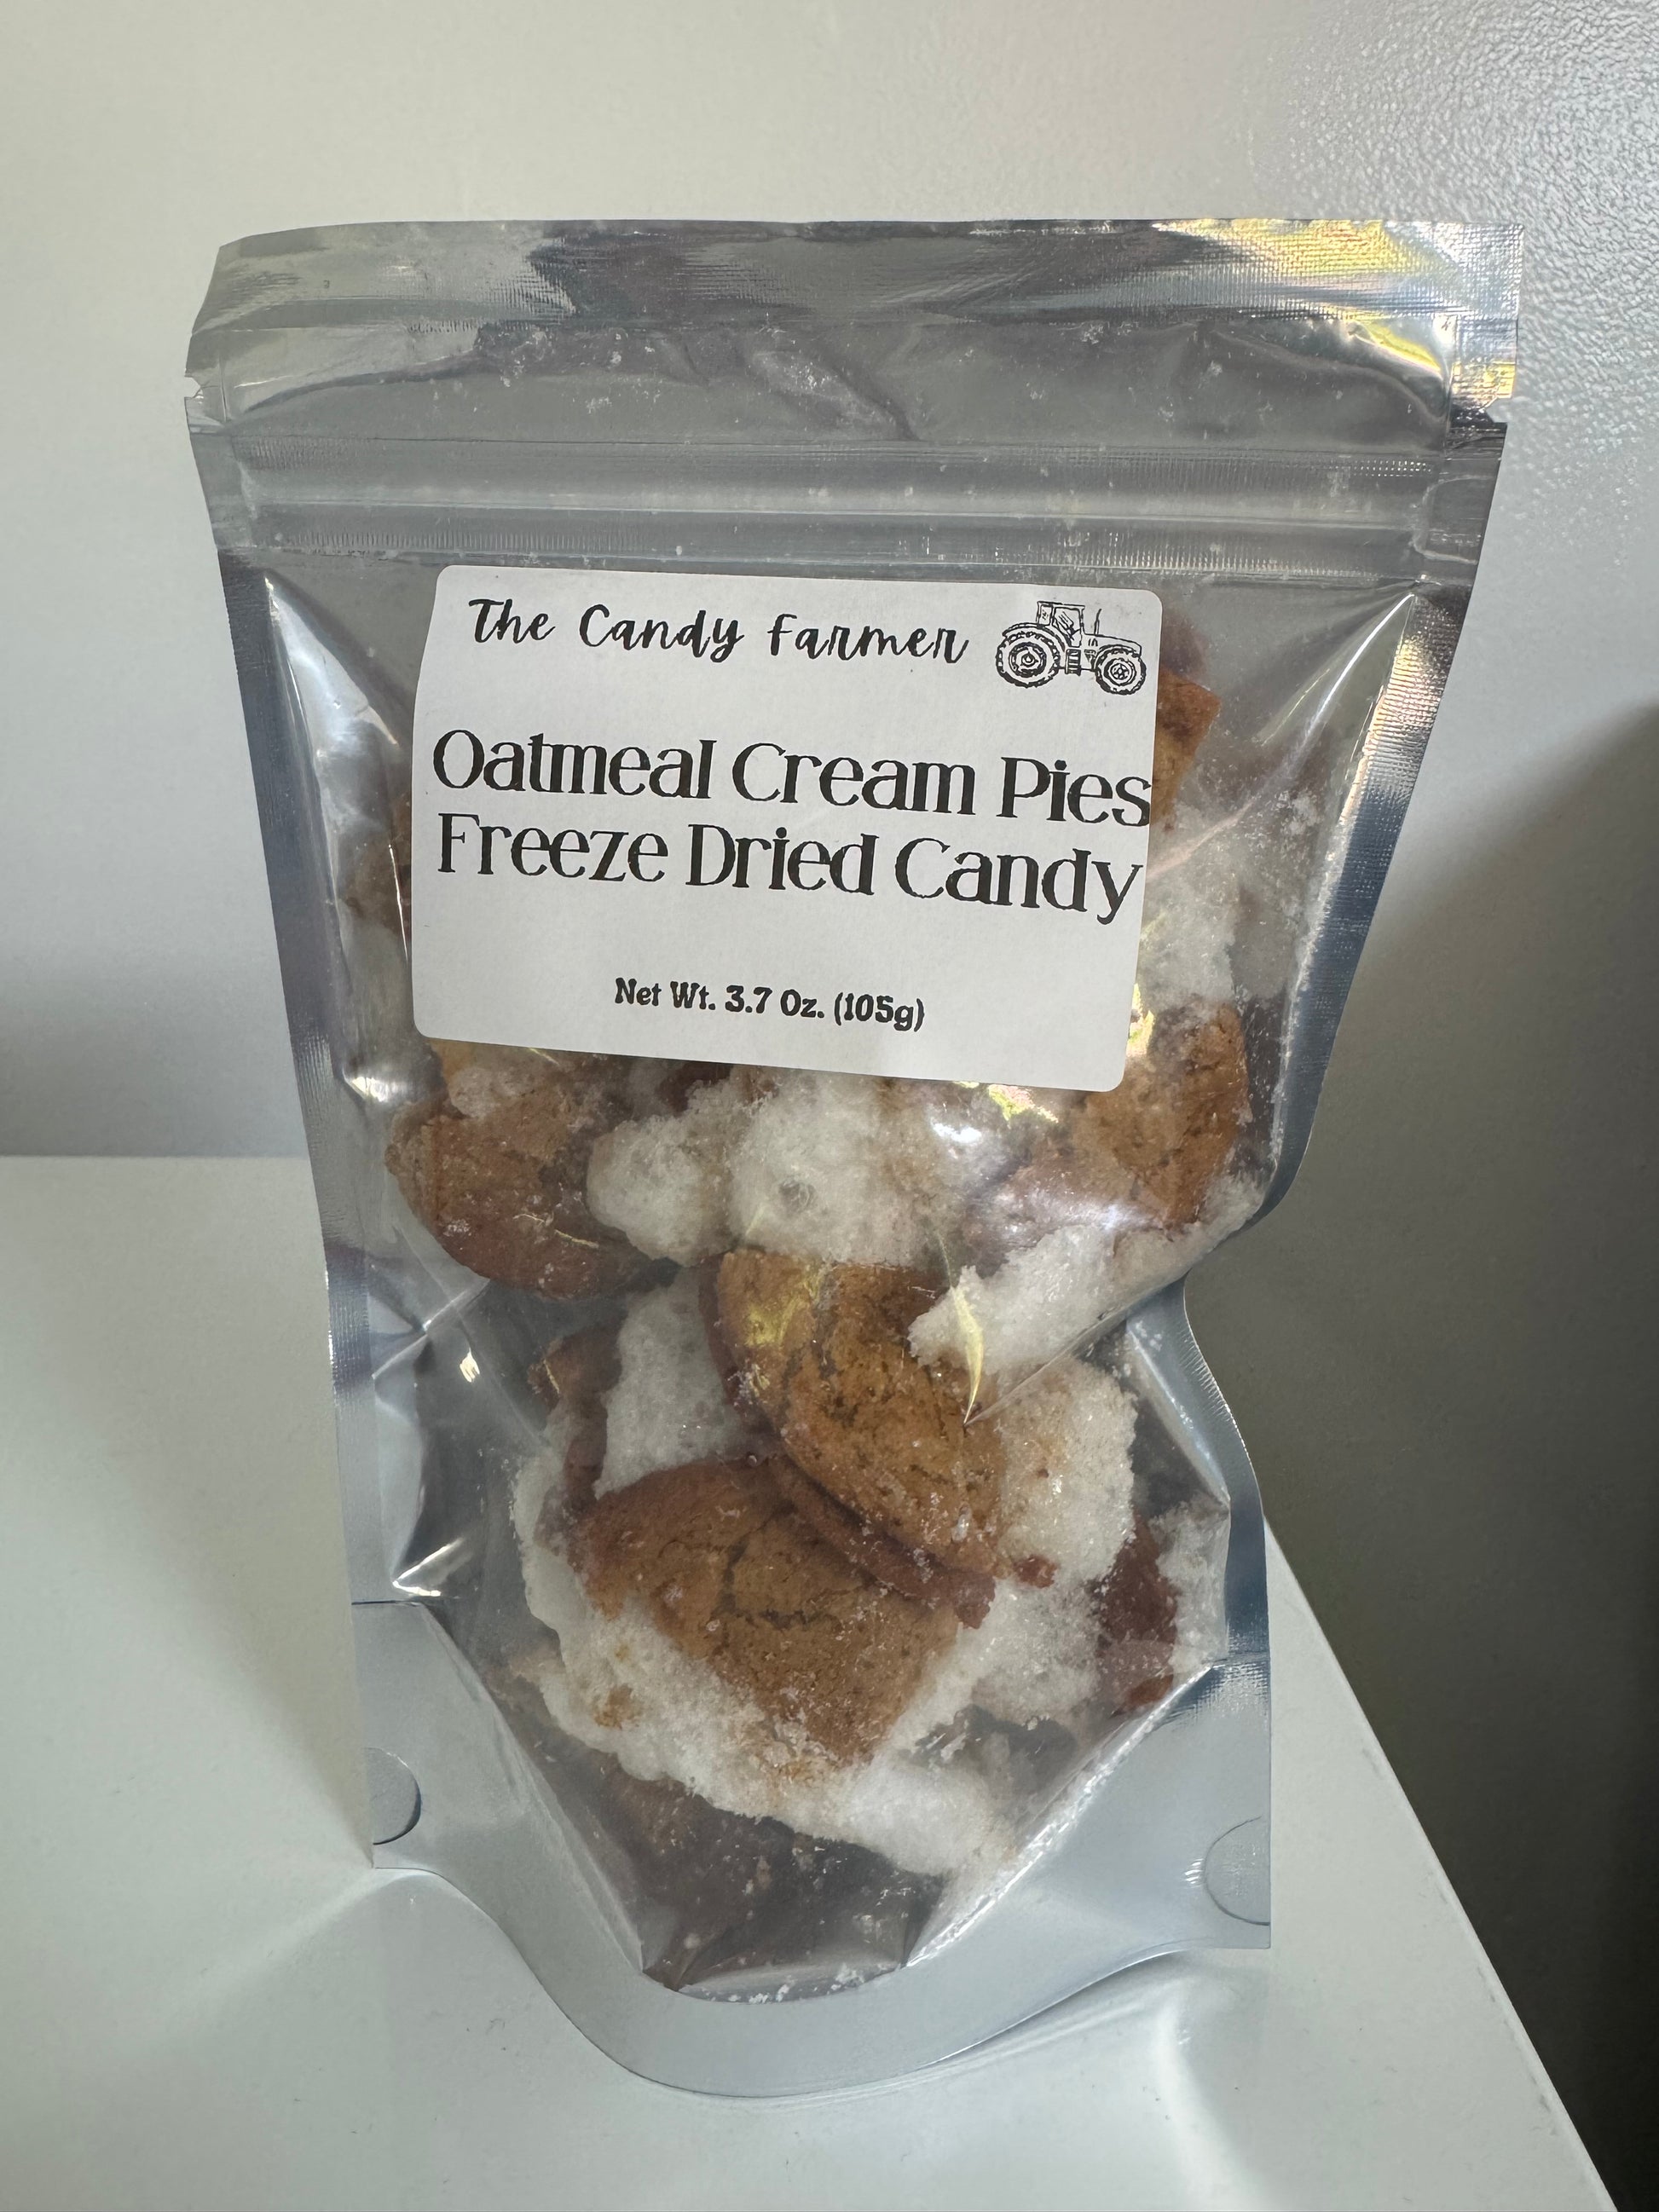 The Candy Farmer
Oatmeal Cream Pies
Freeze Dried Candy
Net Wt. 3.7 Oz. (105g)